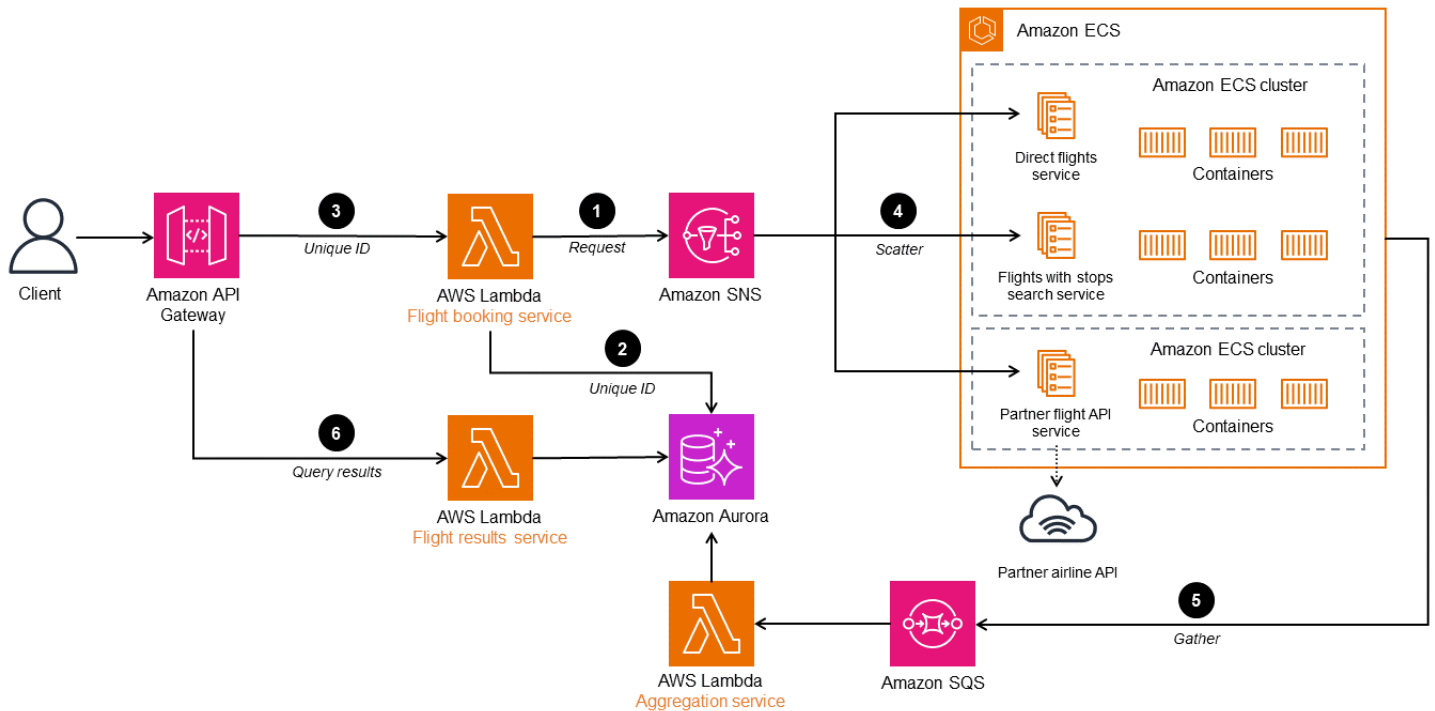 Amazon ECS
Amazon ECS cluster
Direct flights
service
Containers
3
Unique ID
1
Request
4
Scatter
Flights with stops
search service
Containers
Client
Amazon API
Gateway
AWS Lambda
Flight booking service
Amazon SNS
2
Unique ID
Amazon ECS cluster
Partner flight API
service
Containers
6
Query results
AWS Lambda
Flight results service
Amazon Aurora
Partner airline API
5
Gather
AWS Lambda
Aggregation service
Amazon SQS